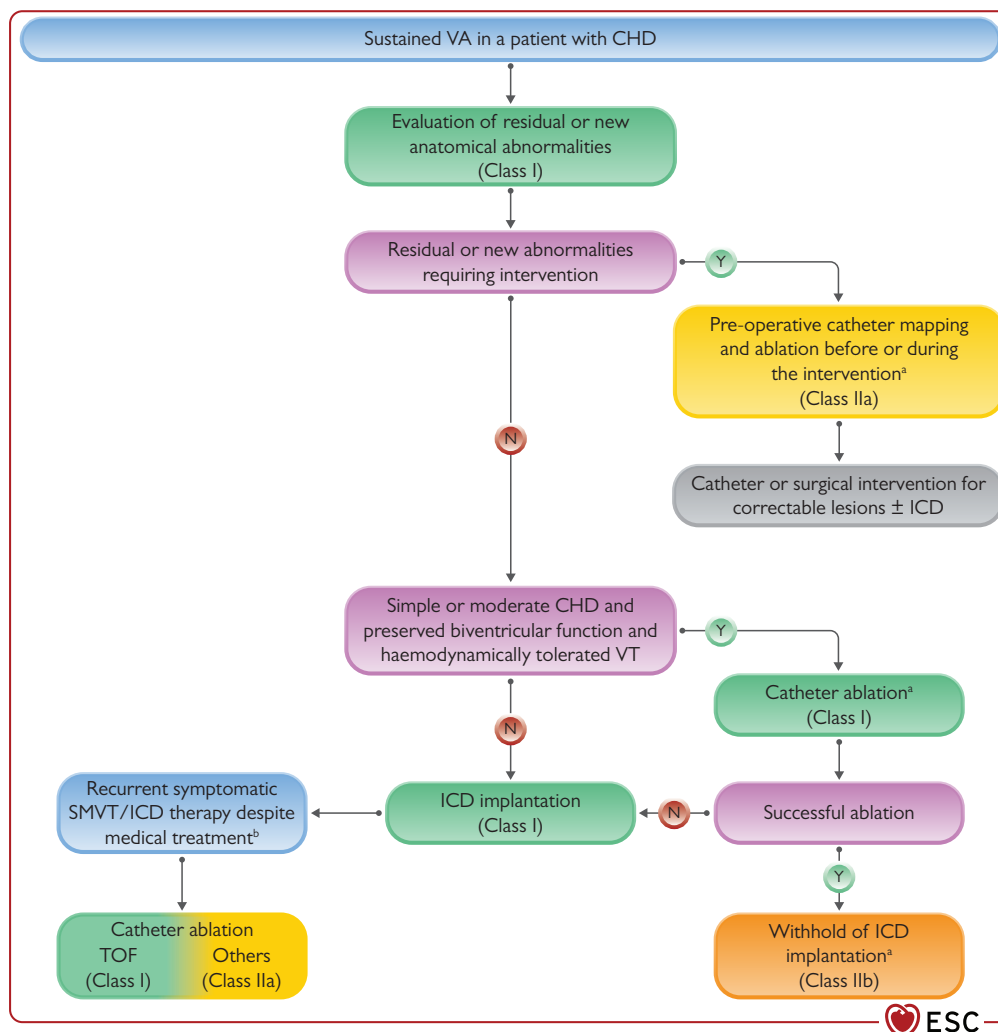 Sustained VA in a patient with CHD
Evaluation of residual or new
anatomical abnormalities
(Class I)
Residual or new abnormalities
requiring intervention
Y
Pre-operative catheter mapping
and ablation before or during
the interventionᵃ
(Class IIa)
N
Catheter or surgical intervention for
correctable lesions ± ICD
Simple or moderate CHD and
preserved biventricular function and
haemodynamically tolerated VT
Y
Catheter ablationᵃ
(Class I)
N
Recurrent symptomatic
SMVT/ICD therapy despite
medical treatmentᵇ
ICD implantation
(Class I)
N
Successful ablation
Y
Catheter ablation
TOF Others
(Class I) (Class IIa)
Withhold of ICD
implantationᵃ
(Class IIb)
ESC